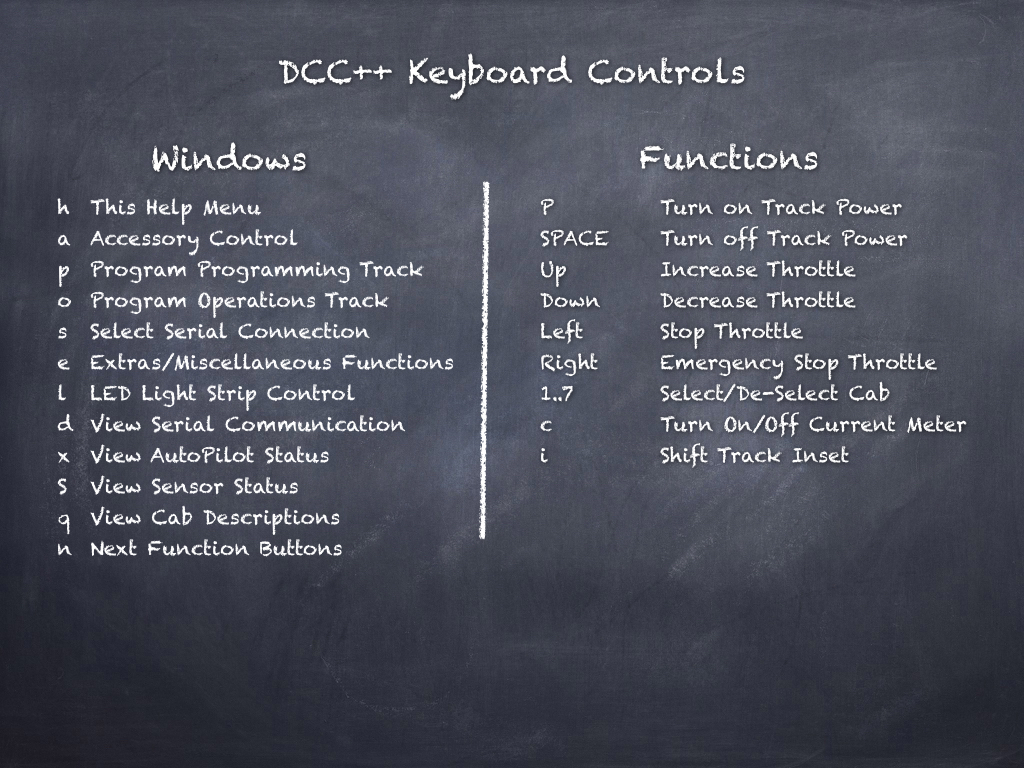 DCC++ Keyboard Controls
Windows
h This Help Menu
a Accessory Control
p Program Programming Track
o Program Operations Track
s Select Serial Connection
e Extras/Miscellaneous Functions
l LED Light Strip Control
d View Serial Communication
x View AutoPilot Status
S View Sensor Status
q View Cab Descriptions
n Next Function Buttons
Functions
P Turn on Track Power
SPACE Turn off Track Power
Up Increase Throttle
Down Decrease Throttle
Left Stop Throttle
Right Emergency Stop Throttle
1..7 Select/De-Select Cab
c Turn On/Off Current Meter
i Shift Track Inset